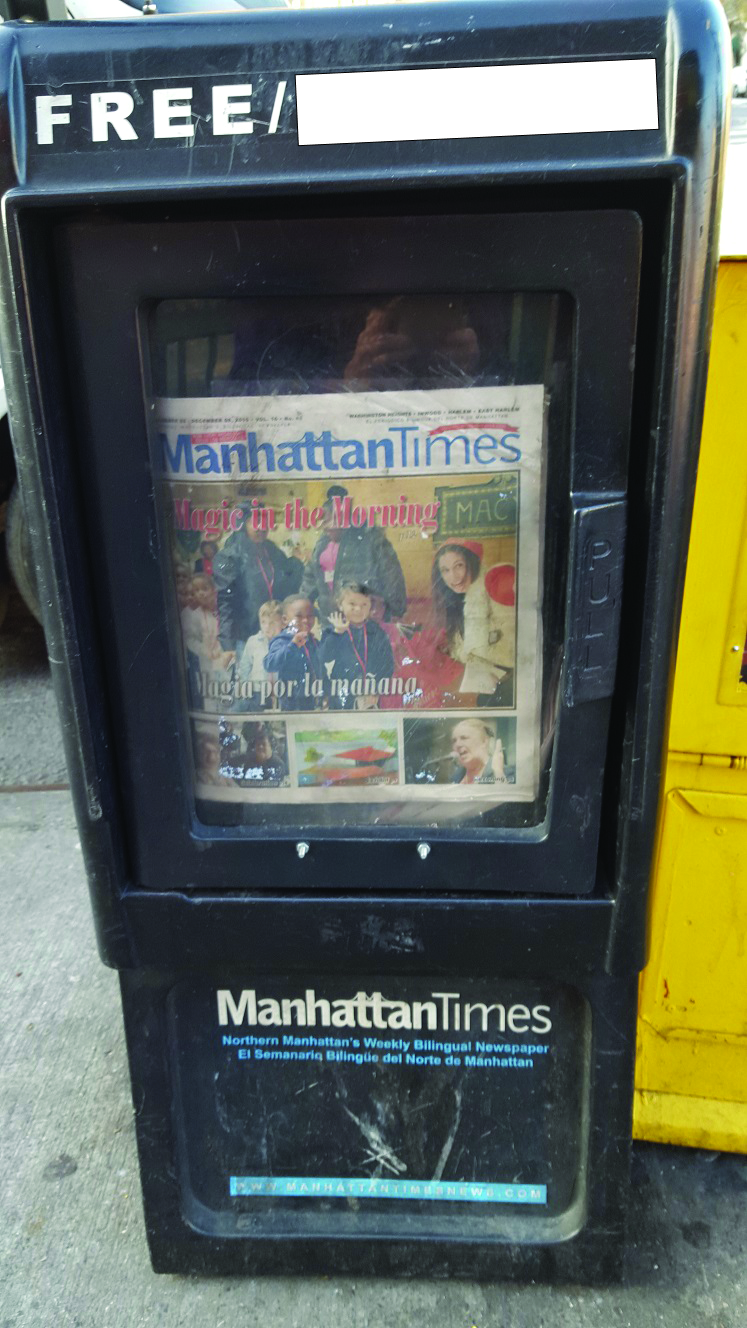 FREE/
WASHINGTON HEIGHTS • INWOOD • HARLEM • EAST HARLEM
ManhattanTimes
Magic in the Morning
MAC
Magia por la mañana
PULL
ManhattanTimes
Northern Manhattan's Weekly Bilingual Newspaper
El Semanario Bilingüe del Norte de Manhattan
WWW.MANHATTANTIMESNEWS.COM